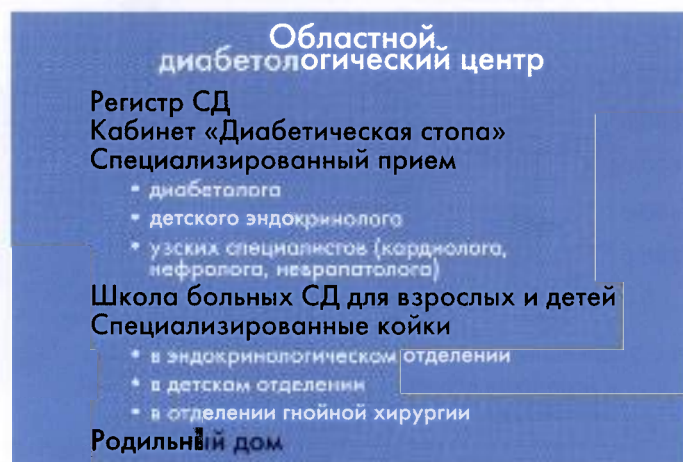 Областной
диабетологический центр
Регистр СД
Кабинет «Диабетическая стопа»
Специализированный прием
• диабетолога
• детского эндокринолога
• узских специалистов (кардиолога,
нефролога, невропатолога)
Школа больных СД для взрослых и детей
Специализированные койки
• в эндокринологическом отделении
• в детском отделении
• в отделении гнойной хирургии
Родильный дом